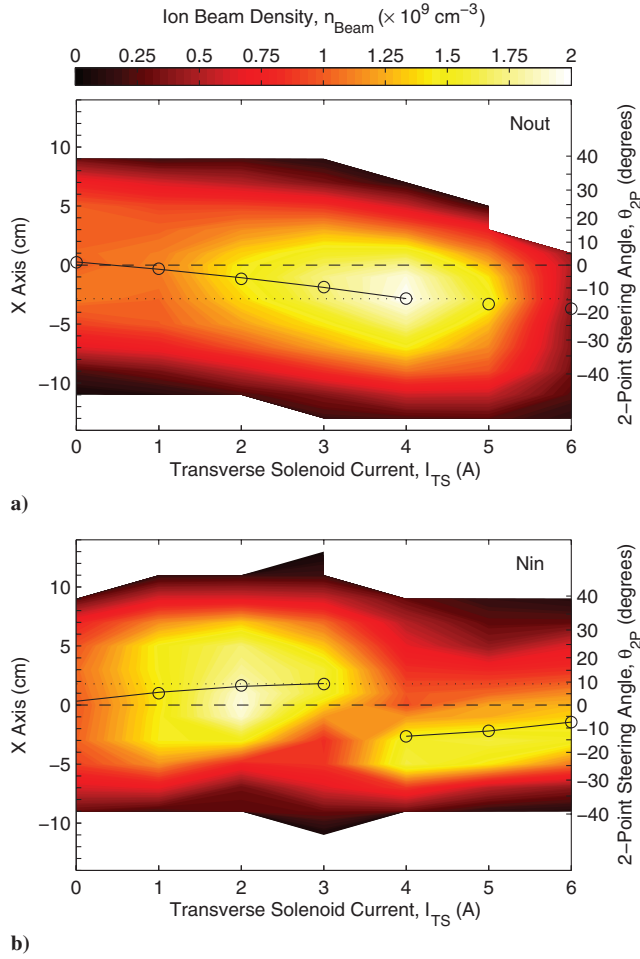 Ion Beam Density, n_Beam (× 10^9 cm^−3)
0 0.25 0.5 0.75 1 1.25 1.5 1.75 2
Nout
10
5
0
−5
−10
X Axis (cm)
40
30
20
10
0
−10
−20
−30
−40
2−Point Steering Angle, θ_2P (degrees)
0 1 2 3 4 5 6
Transverse Solenoid Current, I_TS (A)
a)
Nin
10
5
0
−5
−10
X Axis (cm)
40
30
20
10
0
−10
−20
−30
−40
2−Point Steering Angle, θ_2P (degrees)
0 1 2 3 4 5 6
Transverse Solenoid Current, I_TS (A)
b)